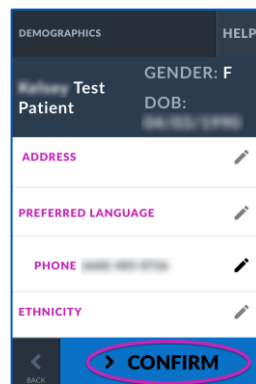 DEMOGRAPHICS
HELP
Test
Patient
GENDER: F
DOB:
ADDRESS
PREFERRED LANGUAGE
PHONE
ETHNICITY
BACK
> CONFIRM